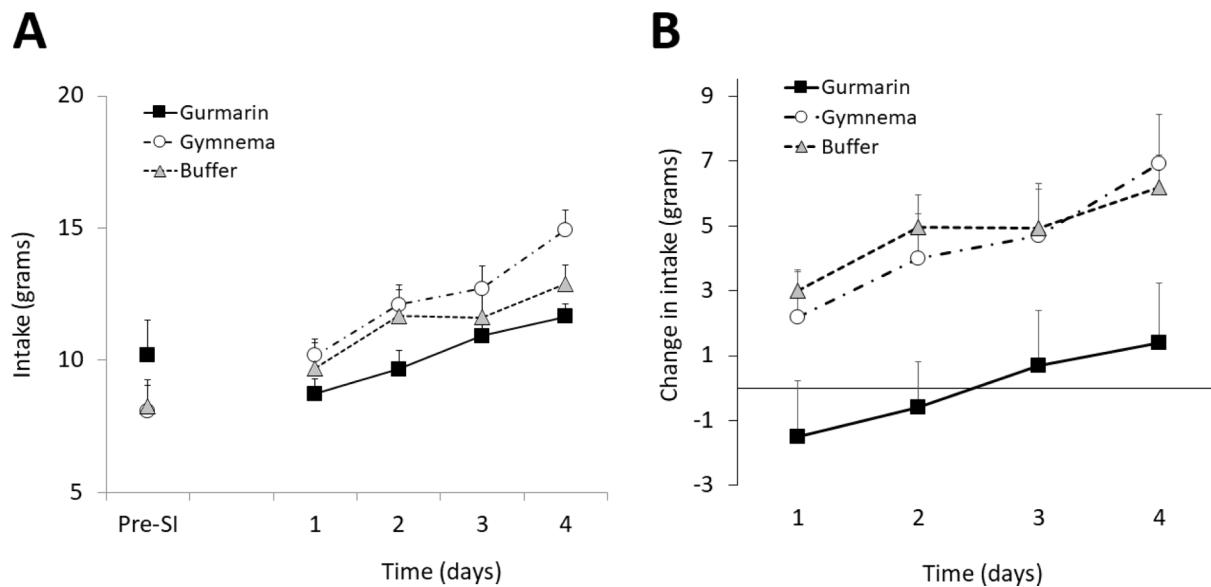 A
Intake (grams)
20
15
10
5
Gurmarin
Gymnema
Buffer
Pre-SI 1 2 3 4
Time (days)
B
Change in intake (grams)
9
7
5
3
1
-1
-3
Gurmarin
Gymnema
Buffer
1 2 3 4
Time (days)